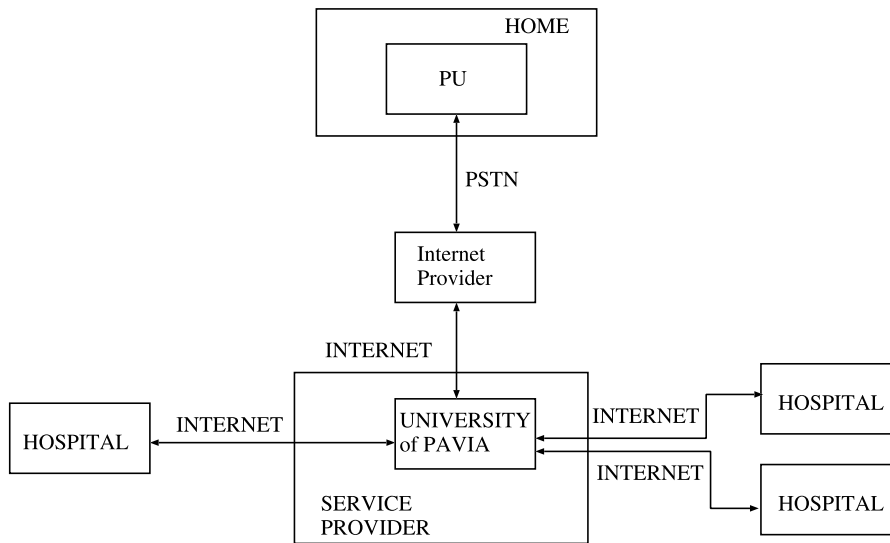 HOME
PU
PSTN
Internet
Provider
INTERNET
UNIVERSITY
of PAVIA
INTERNET
HOSPITAL
INTERNET
HOSPITAL
INTERNET
HOSPITAL
SERVICE
PROVIDER